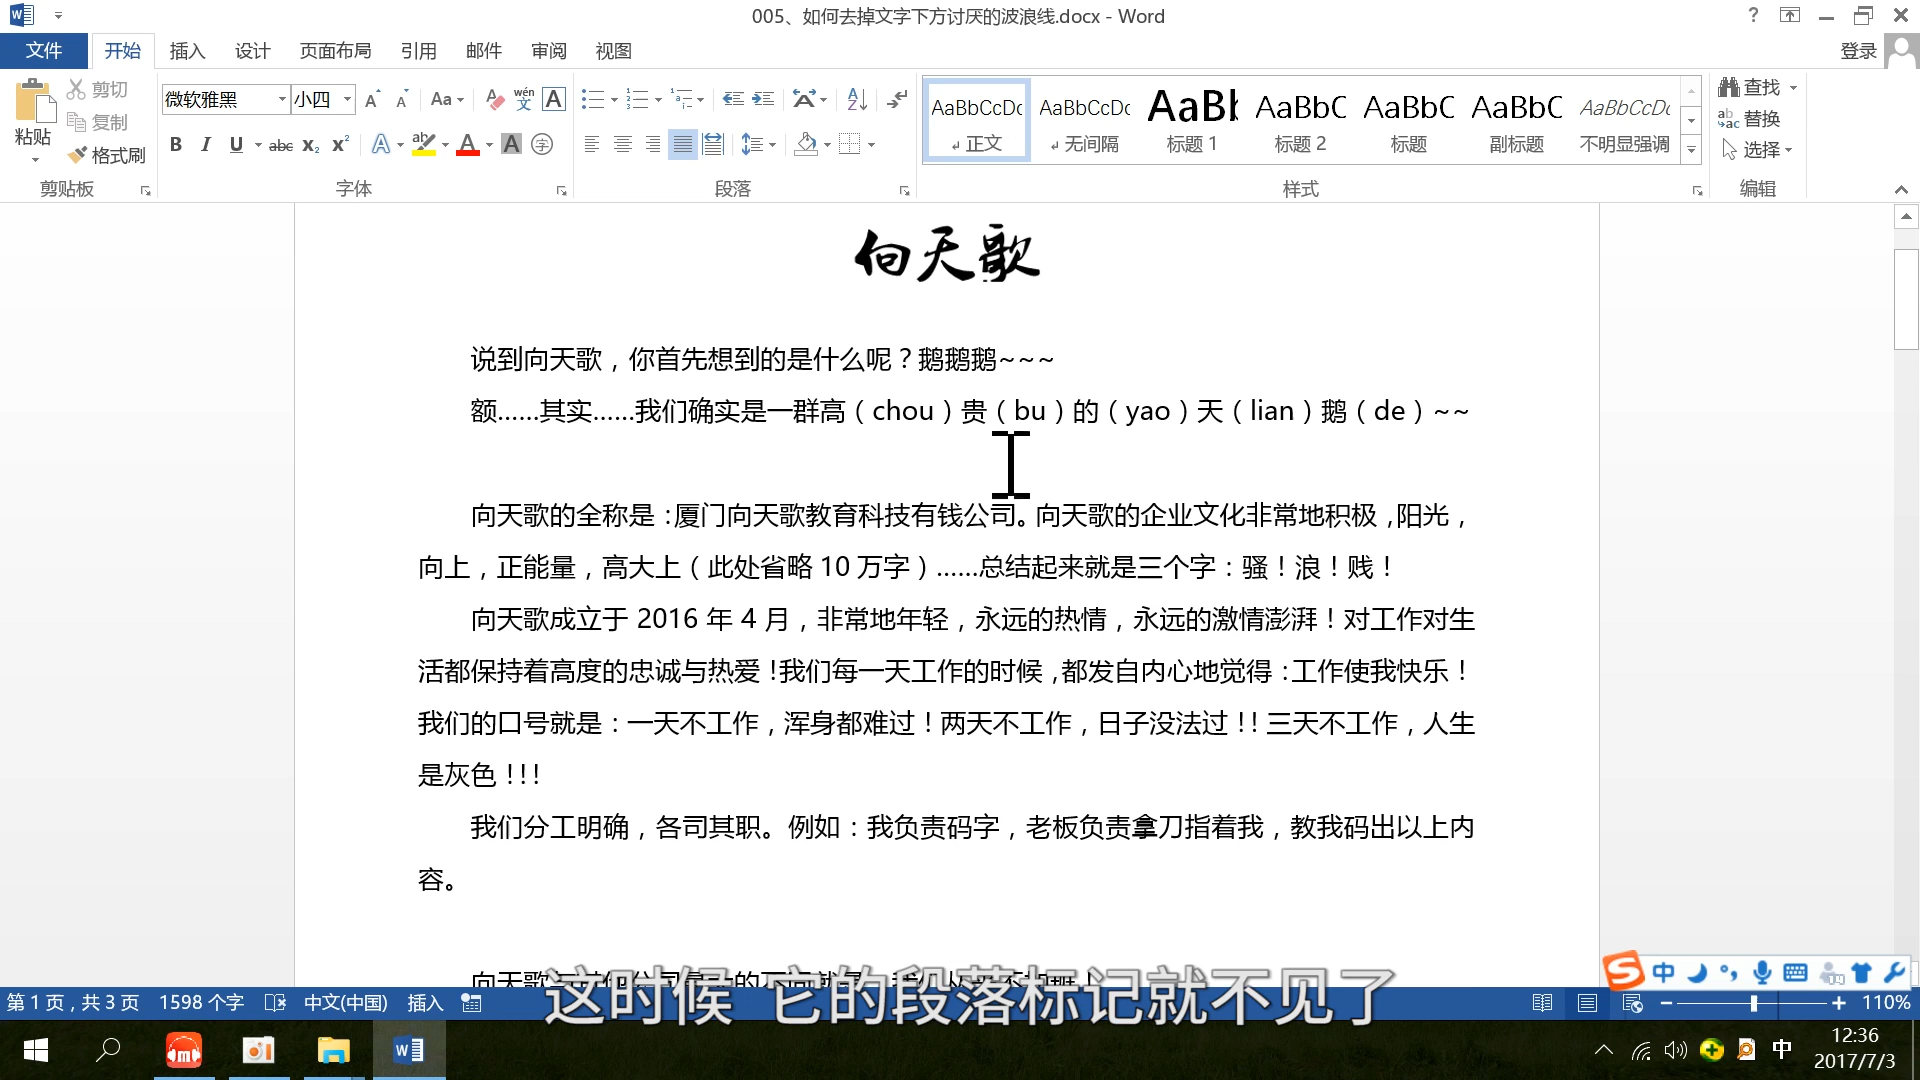 005、如何去掉文字下方讨厌的波浪线.docx - Word
文件 开始 插入 设计 页面布局 引用 邮件 审阅 视图 登录
粘贴 剪切 复制 格式刷
微软雅黑 小四
AaBbCcDc AaBbCcDc AaBl AaBbC AaBbC AaBbC AaBbCcDc
正文 无间隔 标题 1 标题 2 标题 副标题 不明显强调
查找 替换 选择
剪贴板 字体 段落 样式 编辑
向天歌
说到向天歌，你首先想到的是什么呢？鹅鹅鹅~~~
额……其实……我们确实是一群高（chou）贵（bu）的（yao）天（lian）鹅（de）~~
向天歌的全称是：厦门向天歌教育科技有钱公司。向天歌的企业文化非常地积极，阳光，
向上，正能量，高大上（此处省略 10 万字）……总结起来就是三个字：骚！浪！贱！
向天歌成立于 2016 年 4 月，非常地年轻，永远的热情，永远的激情澎湃！对工作对生
活都保持着高度的忠诚与热爱！我们每一天工作的时候，都发自内心地觉得：工作使我快乐！
我们的口号就是：一天不工作，浑身都难过！两天不工作，日子没法过！！三天不工作，人生
是灰色！！！
我们分工明确，各司其职。例如：我负责码字，老板负责拿刀指着我，教我码出以上内
容。
向天歌
这时候 它的段落标记就不见了
第 1 页，共 3 页 1598 个字 中文(中国) 插入 110%
中
中
12:36
2017/7/3